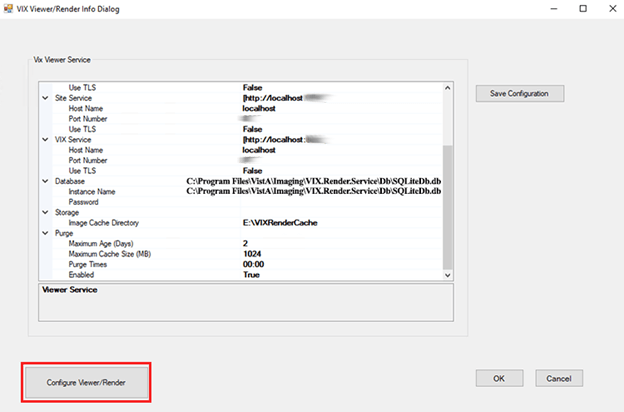 VIX Viewer/Render Info Dialog
Vix Viewer Service
Use TLS False
Site Service [http://localhost
Host Name localhost
Port Number
Use TLS False
VIX Service [http://localhost:
Host Name localhost
Port Number
Use TLS False
Database C:\Program Files\VistA\Imaging\VIX.Render.Service\Db\SQLiteDb.db
Instance Name C:\Program Files\VistA\Imaging\VIX.Render.Service\Db\SQLiteDb.db
Password
Storage
Image Cache Directory E:\VIXRenderCache
Purge
Maximum Age (Days) 2
Maximum Cache Size (MB) 1024
Purge Times 00:00
Enabled True
Viewer Service
Save Configuration
Configure Viewer/Render
OK Cancel